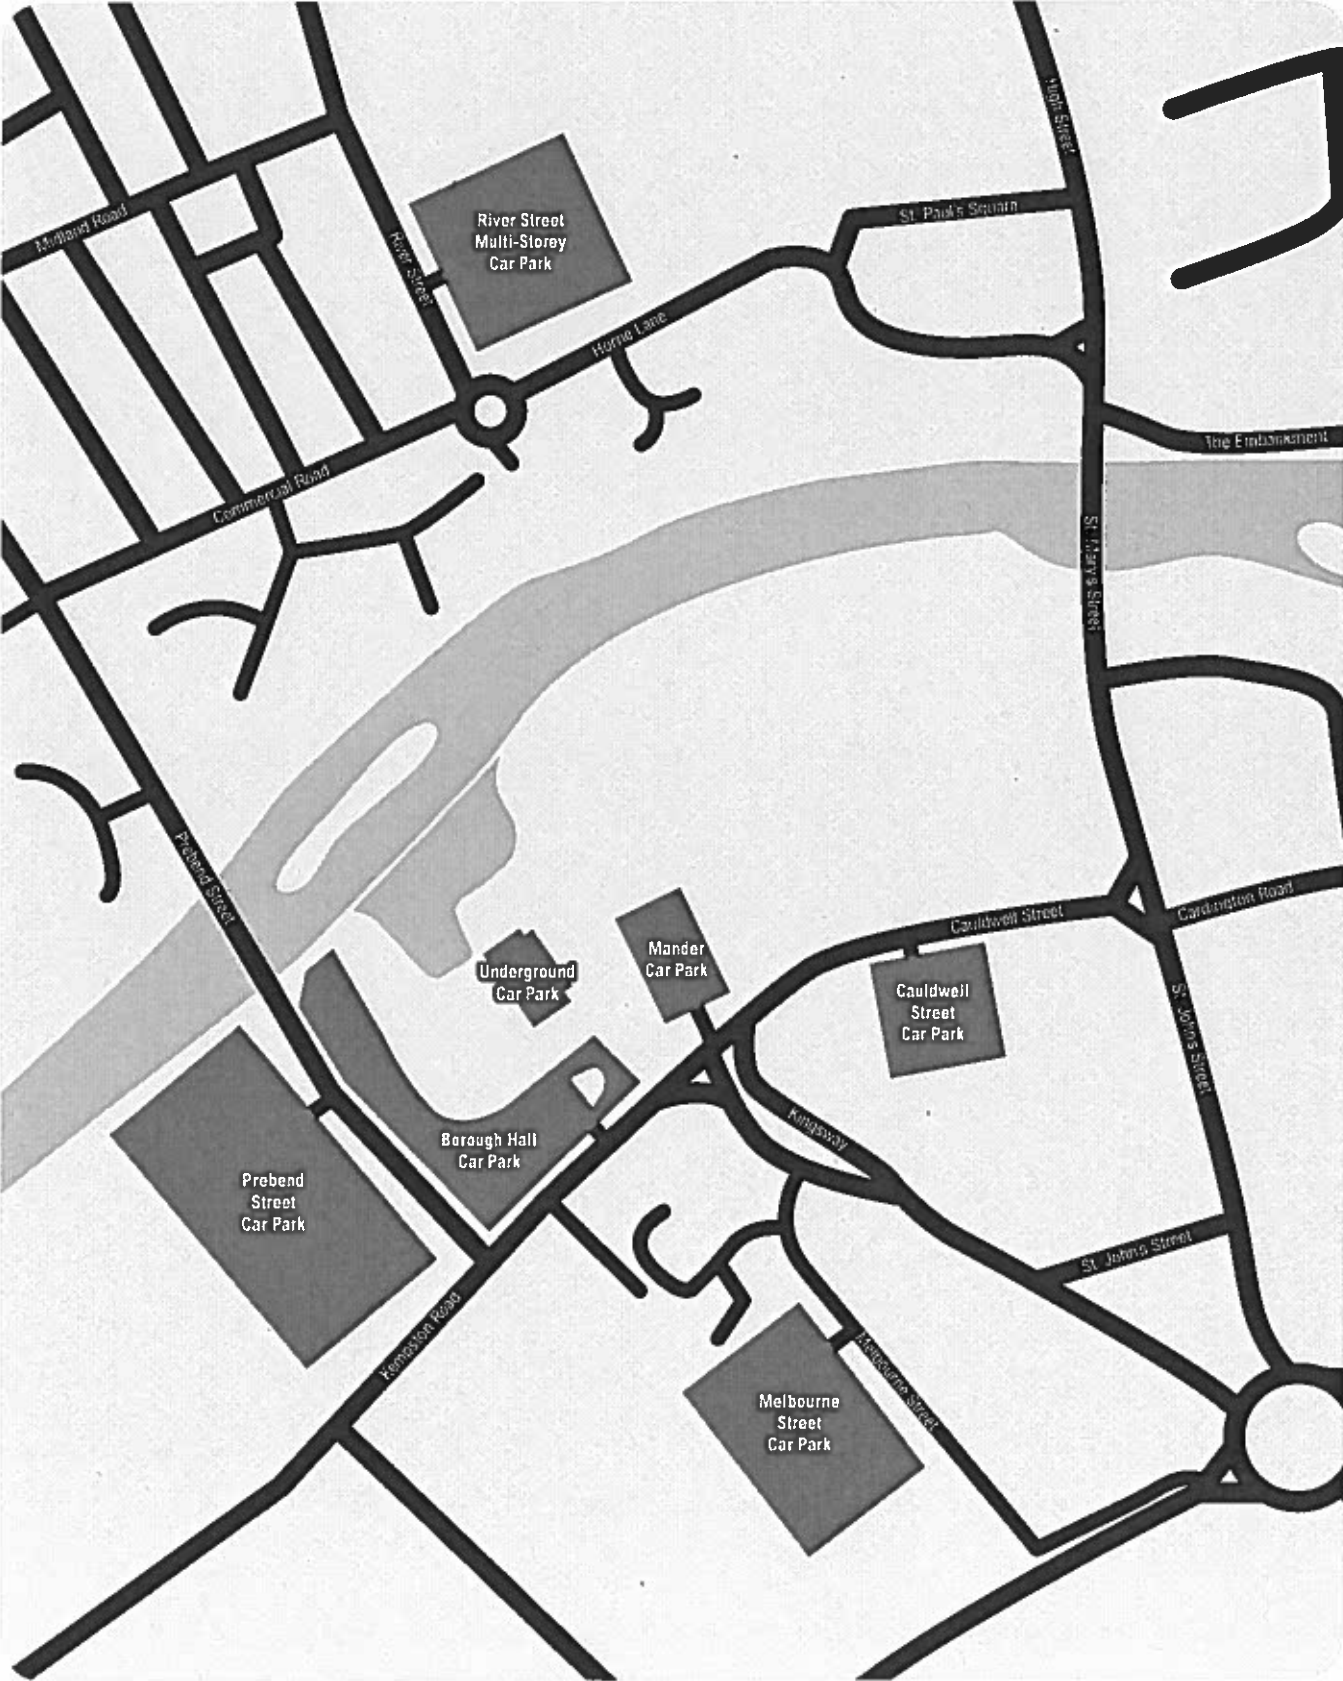 High Street
St. Paul's Square
Midland Road
River Street
Multi-Storey
Car Park
River Street
Horne Lane
The Embankment
Commercial Road
St. Mary's Street
Prebend Street
Cardington Road
Cauldwell Street
Mander
Car Park
Underground
Car Park
Cauldwell
Street
Car Park
St. John's Street
Kingsway
Borough Hall
Car Park
Prebend
Street
Car Park
St. John's Street
Kempston Road
Melbourne Street
Melbourne
Street
Car Park